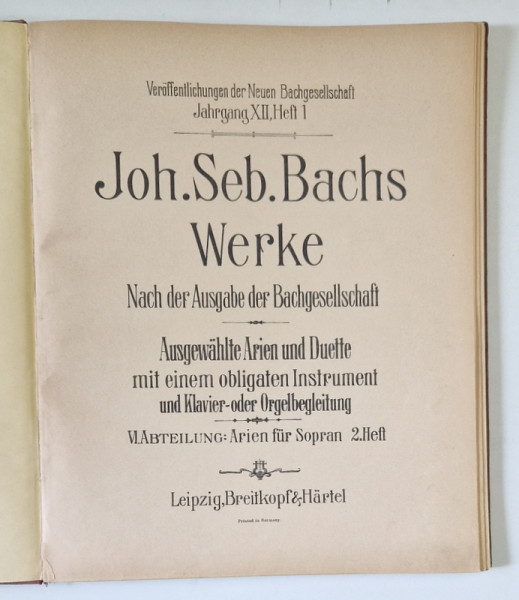 Veröffentlichungen der Neuen Bachgesellschaft
Jahrgang XII, Heft 1
Joh. Seb. Bachs
Werke
Nach der Ausgabe der Bachgesellschaft
Ausgewählte Arien und Duette
mit einem obligaten Instrument
und Klavier- oder Orgelbegleitung
VI. ABTEILUNG: Arien für Sopran 2. Heft
Leipzig, Breitkopf & Härtel
Printed in Germany